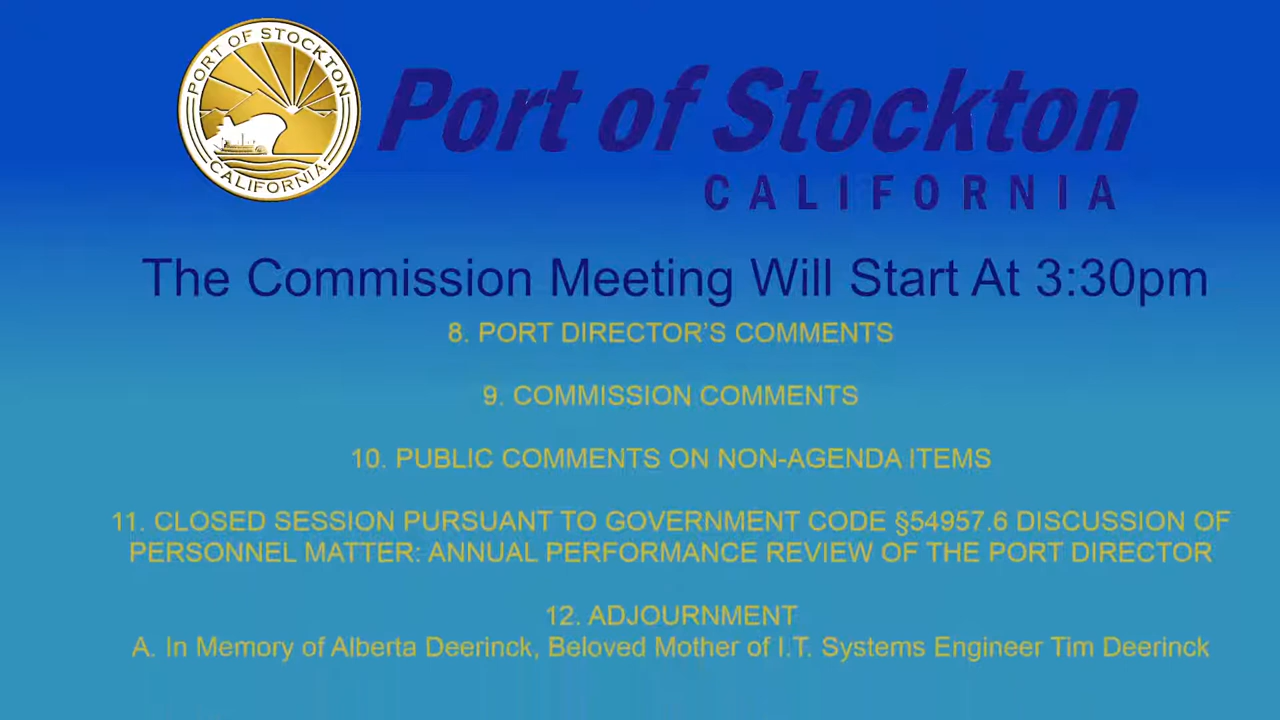 PORT OF STOCKTON
CALIFORNIA
Port of Stockton
CALIFORNIA
The Commission Meeting Will Start At 3:30pm
8. PORT DIRECTOR’S COMMENTS
9. COMMISSION COMMENTS
10. PUBLIC COMMENTS ON NON-AGENDA ITEMS
11. CLOSED SESSION PURSUANT TO GOVERNMENT CODE §54957.6 DISCUSSION OF
PERSONNEL MATTER: ANNUAL PERFORMANCE REVIEW OF THE PORT DIRECTOR
12. ADJOURNMENT
A. In Memory of Alberta Deerinck, Beloved Mother of I.T. Systems Engineer Tim Deerinck